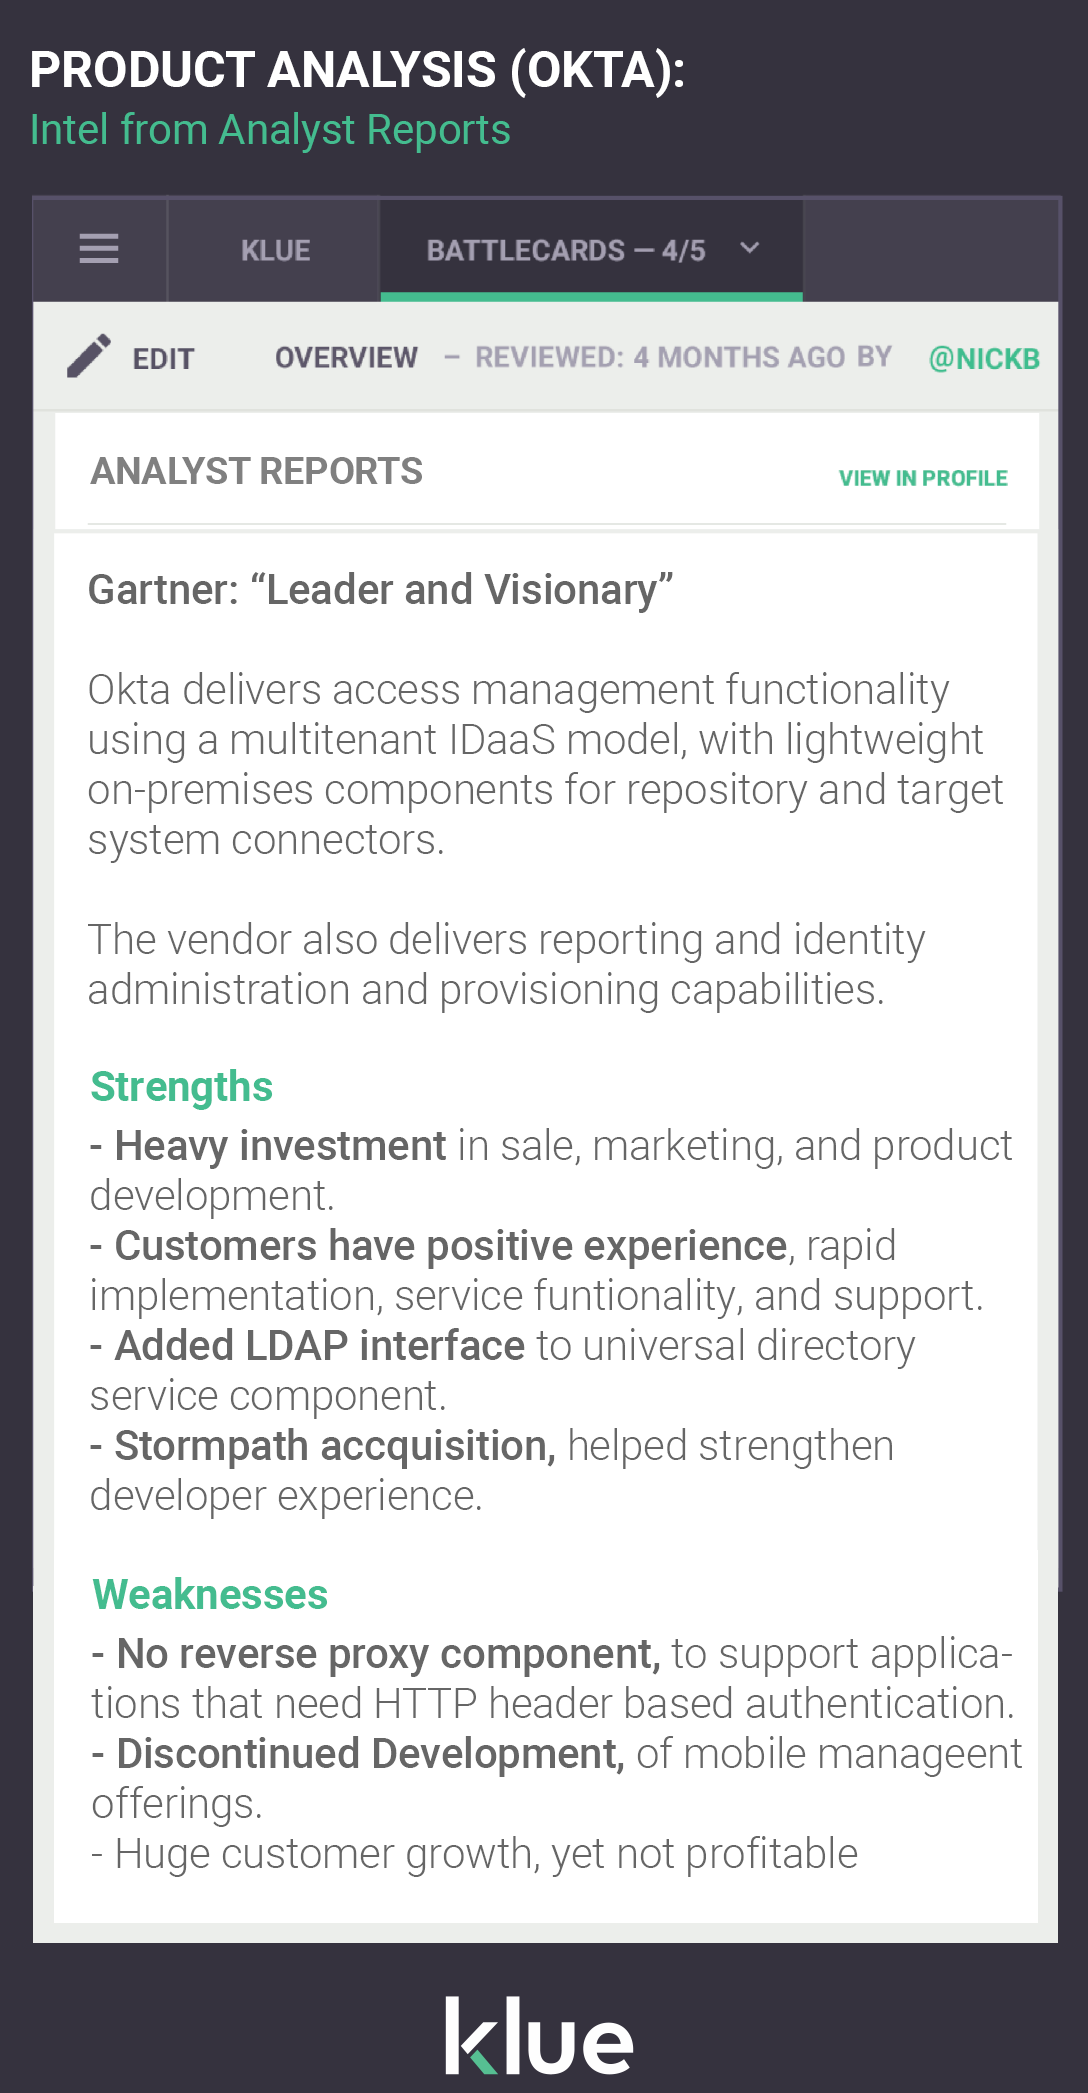 PRODUCT ANALYSIS (OKTA):
Intel from Analyst Reports
KLUE
BATTLECARDS – 4/5
EDIT
OVERVIEW – REVIEWED: 4 MONTHS AGO BY @NICKB
ANALYST REPORTS
VIEW IN PROFILE
Gartner: “Leader and Visionary”
Okta delivers access management functionality
using a multitenant IDaaS model, with lightweight
on-premises components for repository and target
system connectors.
The vendor also delivers reporting and identity
administration and provisioning capabilities.
Strengths
- Heavy investment in sale, marketing, and product
development.
- Customers have positive experience, rapid
implementation, service funtionality, and support.
- Added LDAP interface to universal directory
service component.
- Stormpath accquisition, helped strengthen
developer experience.
Weaknesses
- No reverse proxy component, to support applica-
tions that need HTTP header based authentication.
- Discontinued Development, of mobile manageent
offerings.
- Huge customer growth, yet not profitable
klue